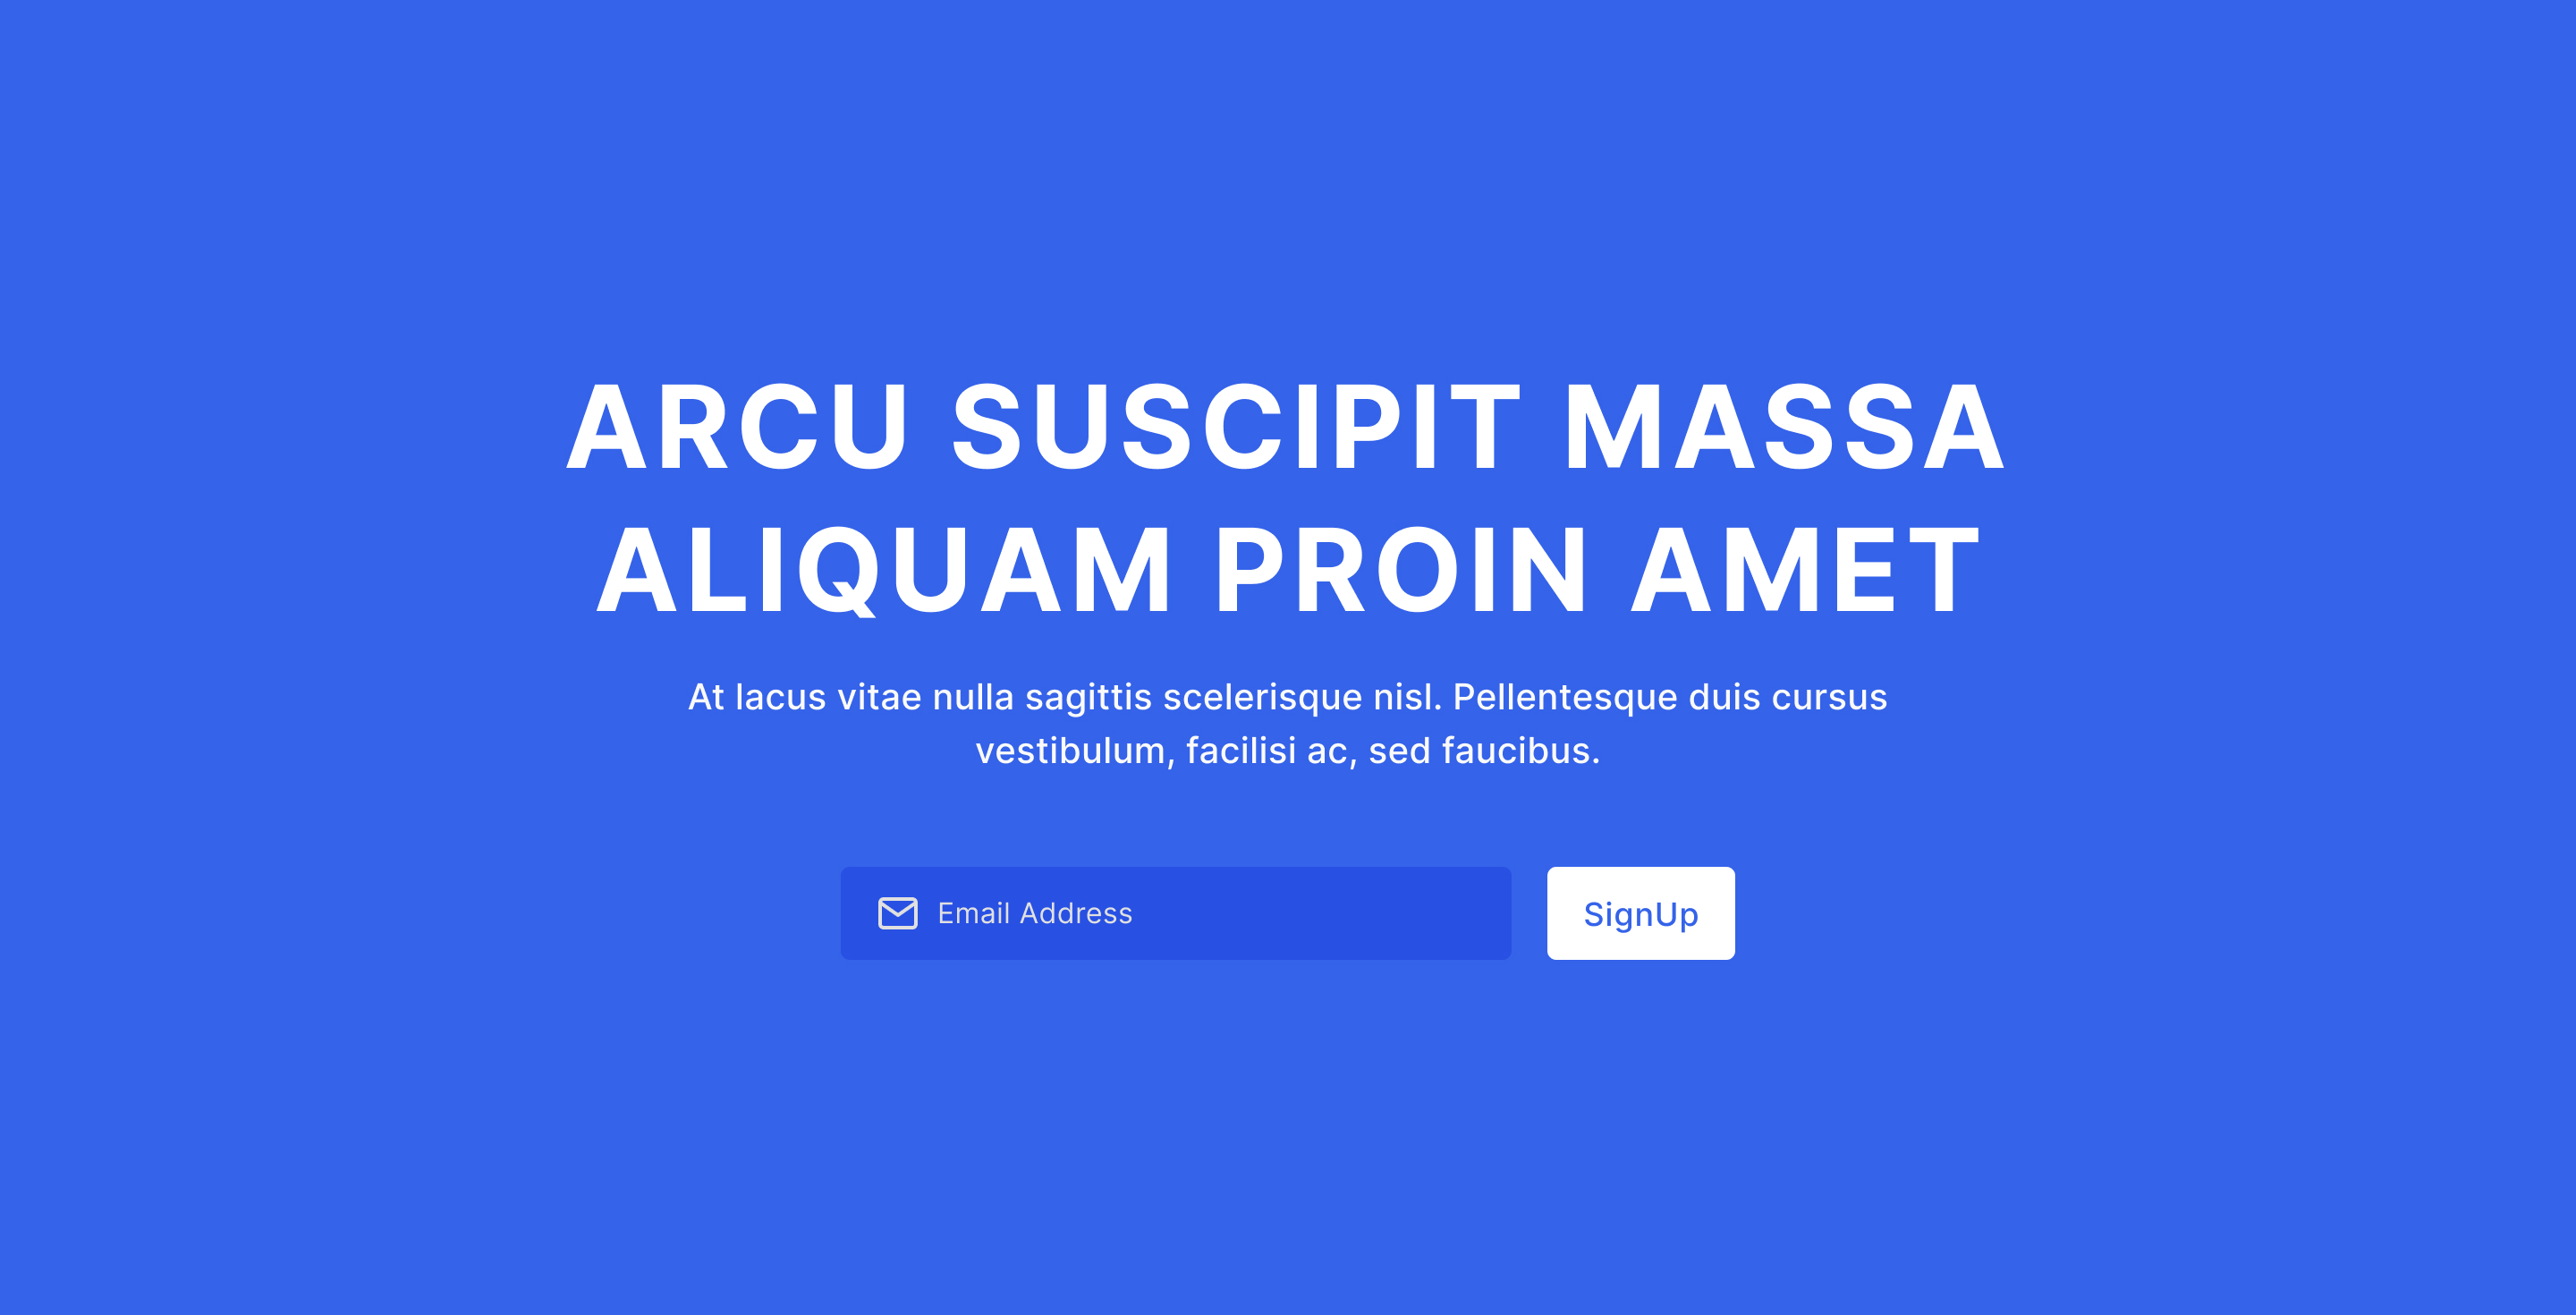 ARCU SUSCIPIT MASSA
ALIQUAM PROIN AMET
At lacus vitae nulla sagittis scelerisque nisl. Pellentesque duis cursus
vestibulum, facilisi ac, sed faucibus.
Email Address
SignUp